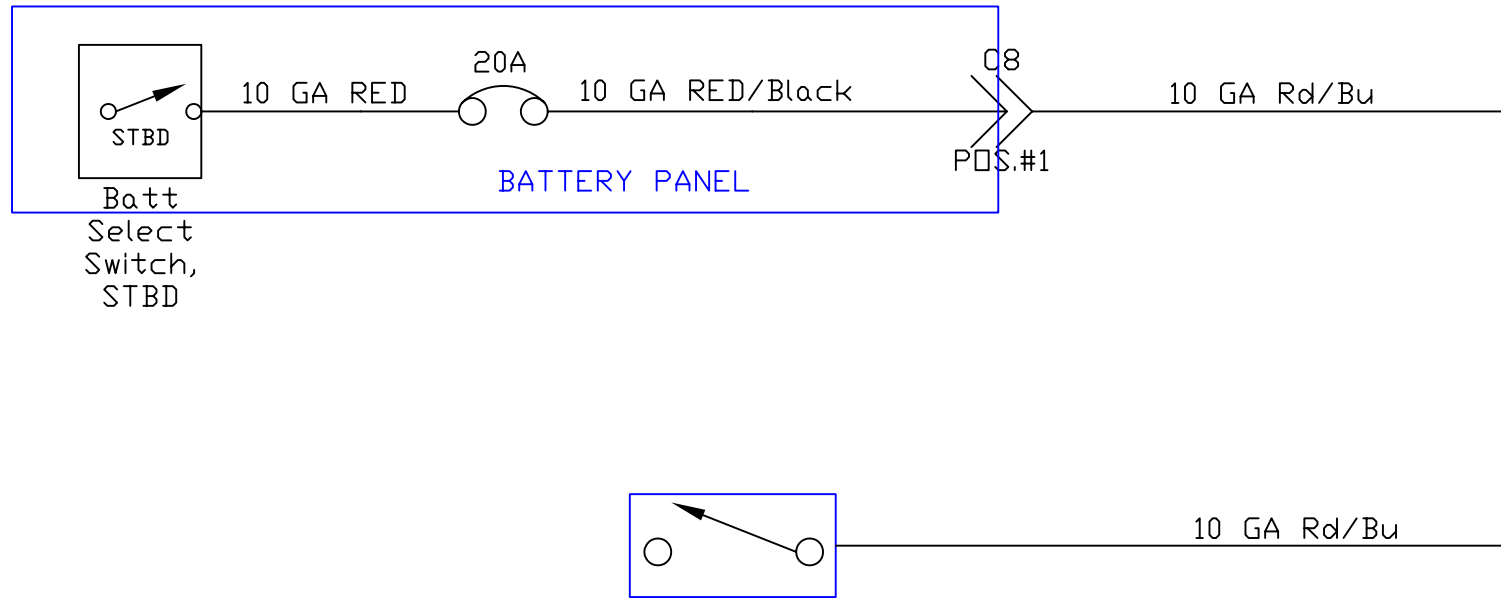 20A
08
10 GA RED
10 GA RED/Black
10 GA Rd/Bu
STBD
POS.#1
BATTERY PANEL
Batt
Select
Switch,
STBD
10 GA Rd/Bu